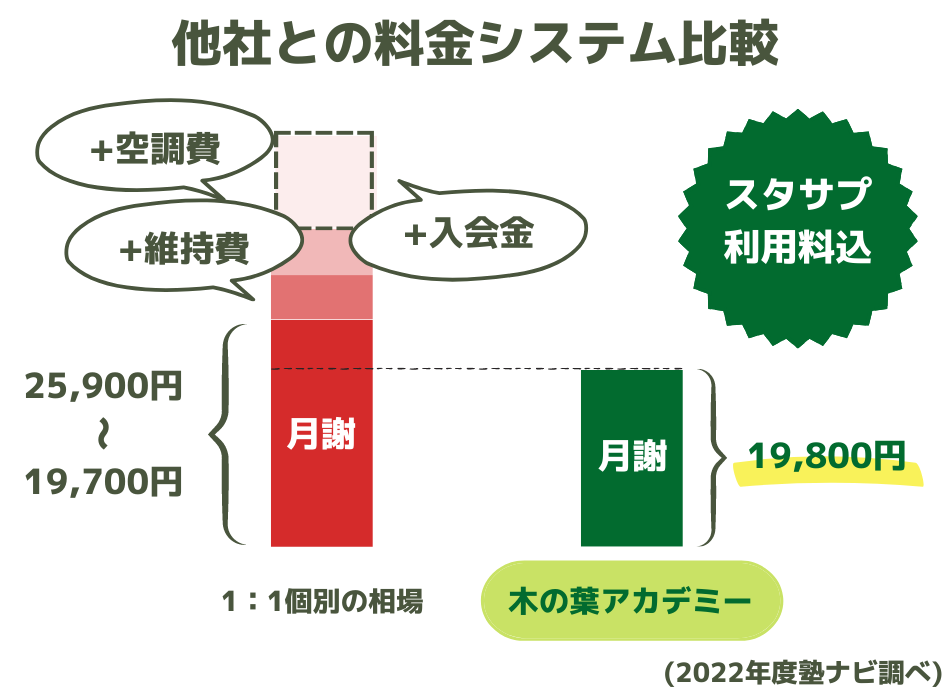 他社との料金システム比較
+空調費
+維持費
+入会金
スタサプ
利用料込
25,900円
~
19,700円
月謝
月謝
19,800円
1：1個別の相場
木の葉アカデミー
(2022年度塾ナビ調べ)